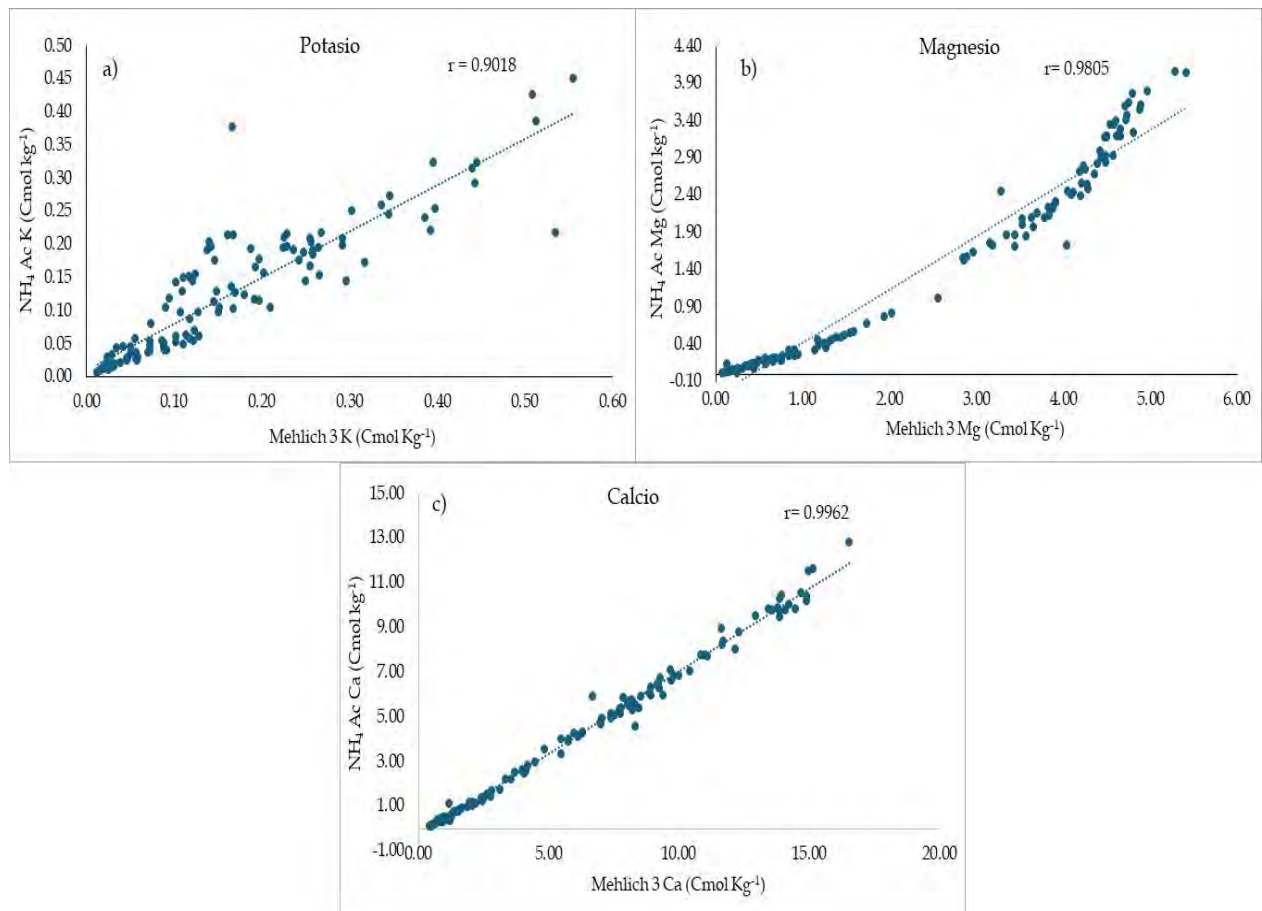 Potasio
a)
r = 0.9018
NH₄ Ac K (Cmol kg⁻¹)
0.50
0.45
0.40
0.35
0.30
0.25
0.20
0.15
0.10
0.05
0.00
0.00 0.10 0.20 0.30 0.40 0.50 0.60
Mehlich 3 K (Cmol Kg⁻¹)
Magnesio
b)
r= 0.9805
NH₄ Ac Mg (Cmol kg⁻¹)
4.40
3.90
3.40
2.90
2.40
1.90
1.40
0.90
0.40
-0.10
0.00 1.00 2.00 3.00 4.00 5.00 6.00
Mehlich 3 Mg (Cmol Kg⁻¹)
Calcio
c)
r= 0.9962
NH₄ Ac Ca (Cmol kg⁻¹)
15.00
13.00
11.00
9.00
7.00
5.00
3.00
1.00
-1.00
0.00 5.00 10.00 15.00 20.00
Mehlich 3 Ca (Cmol Kg⁻¹)